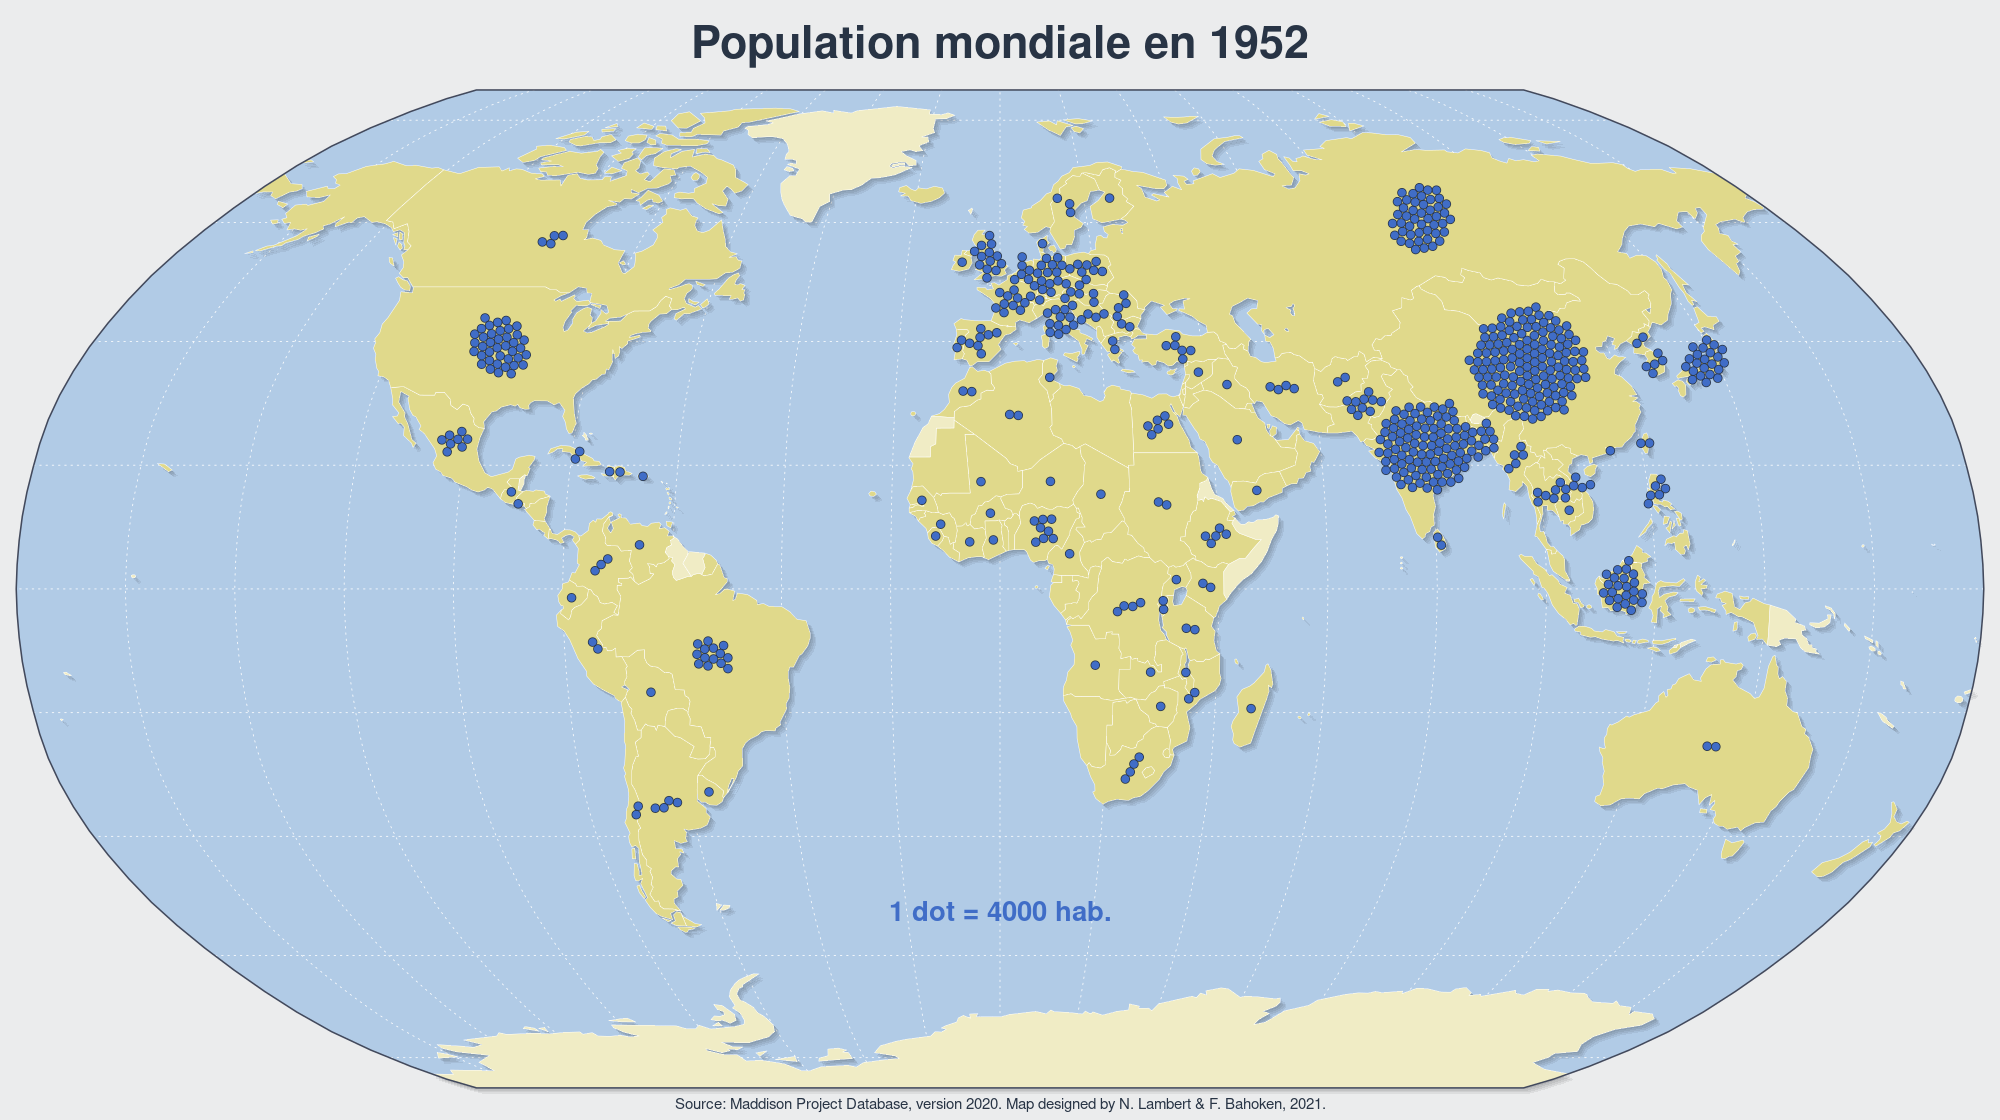 Population mondiale en 1952
1 dot = 4000 hab.
Source: Maddison Project Database, version 2020. Map designed by N. Lambert & F. Bahoken, 2021.